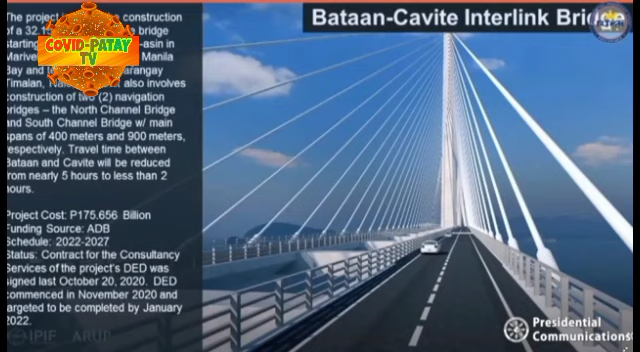 Bataan-Cavite Interlink Bridge
The project i construction
of a 32.15 bridge
starting -asin in
COVID-PATAY
TV
Marive Manila
Bay and te arangay
Timalan, Nai at also involves
construction of two (2) navigation
bridges – the North Channel Bridge
and South Channel Bridge w/ main
spans of 400 meters and 900 meters,
respectively. Travel time between
Bataan and Cavite will be reduced
from nearly 5 hours to less than 2
hours.
Project Cost: P175.656 Billion
Funding Source: ADB
Schedule: 2022-2027
Status: Contract for the Consultancy
Services of the project's DED was
signed last October 20, 2020. DED
commenced in November 2020 and
targeted to be completed by January
2022.
IPIF ARUP
Presidential
Communications